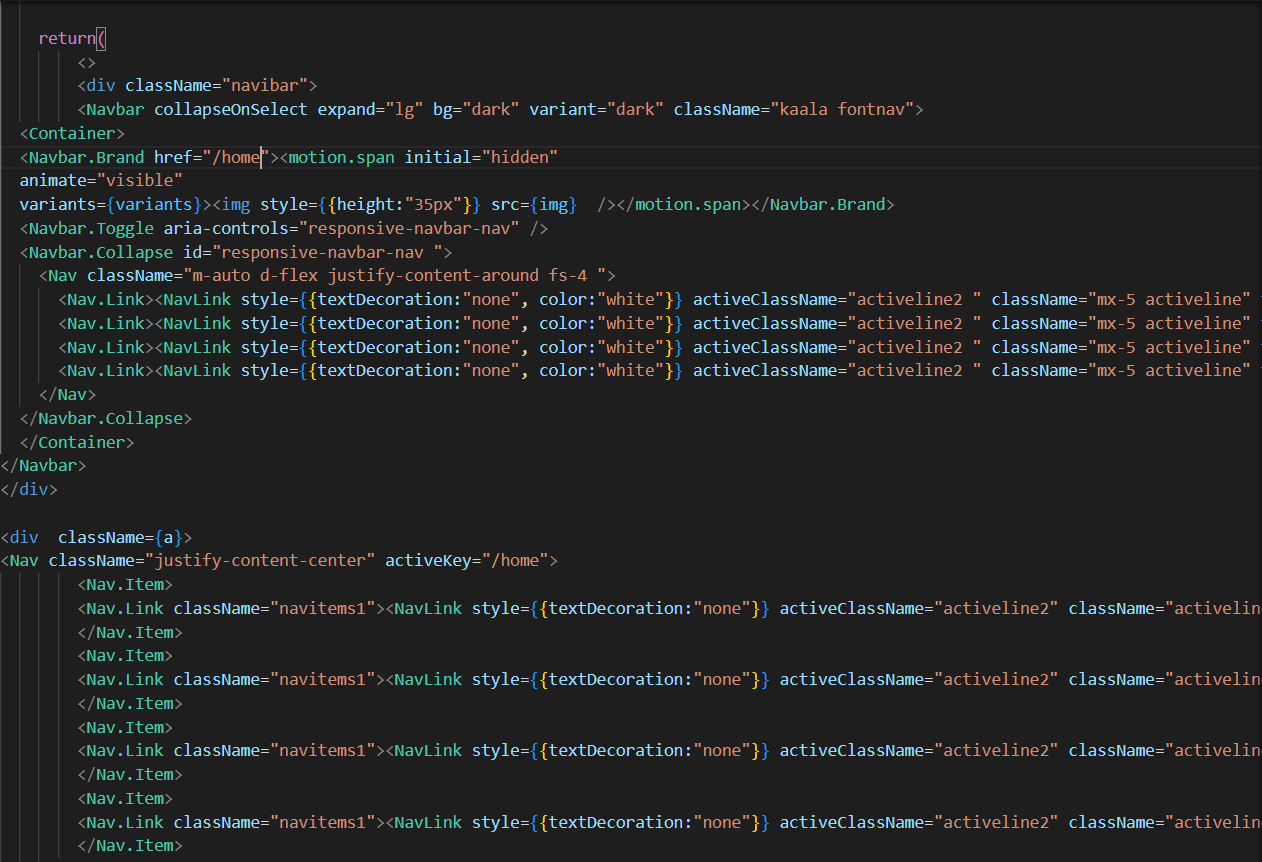 return(
<>
<div className="navibar">
<Navbar collapseOnSelect expand="lg" bg="dark" variant="dark" className="kaala fontnav">
<Container>
<Navbar.Brand href="/home"><motion.span initial="hidden"
animate="visible"
variants={variants}><img style={{height:"35px"}} src={img}  /></motion.span></Navbar.Brand>
<Navbar.Toggle aria-controls="responsive-navbar-nav" />
<Navbar.Collapse id="responsive-navbar-nav ">
<Nav className="m-auto d-flex justify-content-around fs-4 ">
<Nav.Link><NavLink style={{textDecoration:"none", color:"white"}} activeClassName="activeline2 " className="mx-5 activeline"
<Nav.Link><NavLink style={{textDecoration:"none", color:"white"}} activeClassName="activeline2 " className="mx-5 activeline"
<Nav.Link><NavLink style={{textDecoration:"none", color:"white"}} activeClassName="activeline2 " className="mx-5 activeline"
<Nav.Link><NavLink style={{textDecoration:"none", color:"white"}} activeClassName="activeline2 " className="mx-5 activeline"
</Nav>
</Navbar.Collapse>
</Container>
</Navbar>
</div>
<div  className={a}>
<Nav className="justify-content-center" activeKey="/home">
<Nav.Item>
<Nav.Link className="navitems1"><NavLink style={{textDecoration:"none"}} activeClassName="activeline2" className="activelin
</Nav.Item>
<Nav.Item>
<Nav.Link className="navitems1"><NavLink style={{textDecoration:"none"}} activeClassName="activeline2" className="activelin
</Nav.Item>
<Nav.Item>
<Nav.Link className="navitems1"><NavLink style={{textDecoration:"none"}} activeClassName="activeline2" className="activelin
</Nav.Item>
<Nav.Item>
<Nav.Link className="navitems1"><NavLink style={{textDecoration:"none"}} activeClassName="activeline2" className="activelin
</Nav.Item>